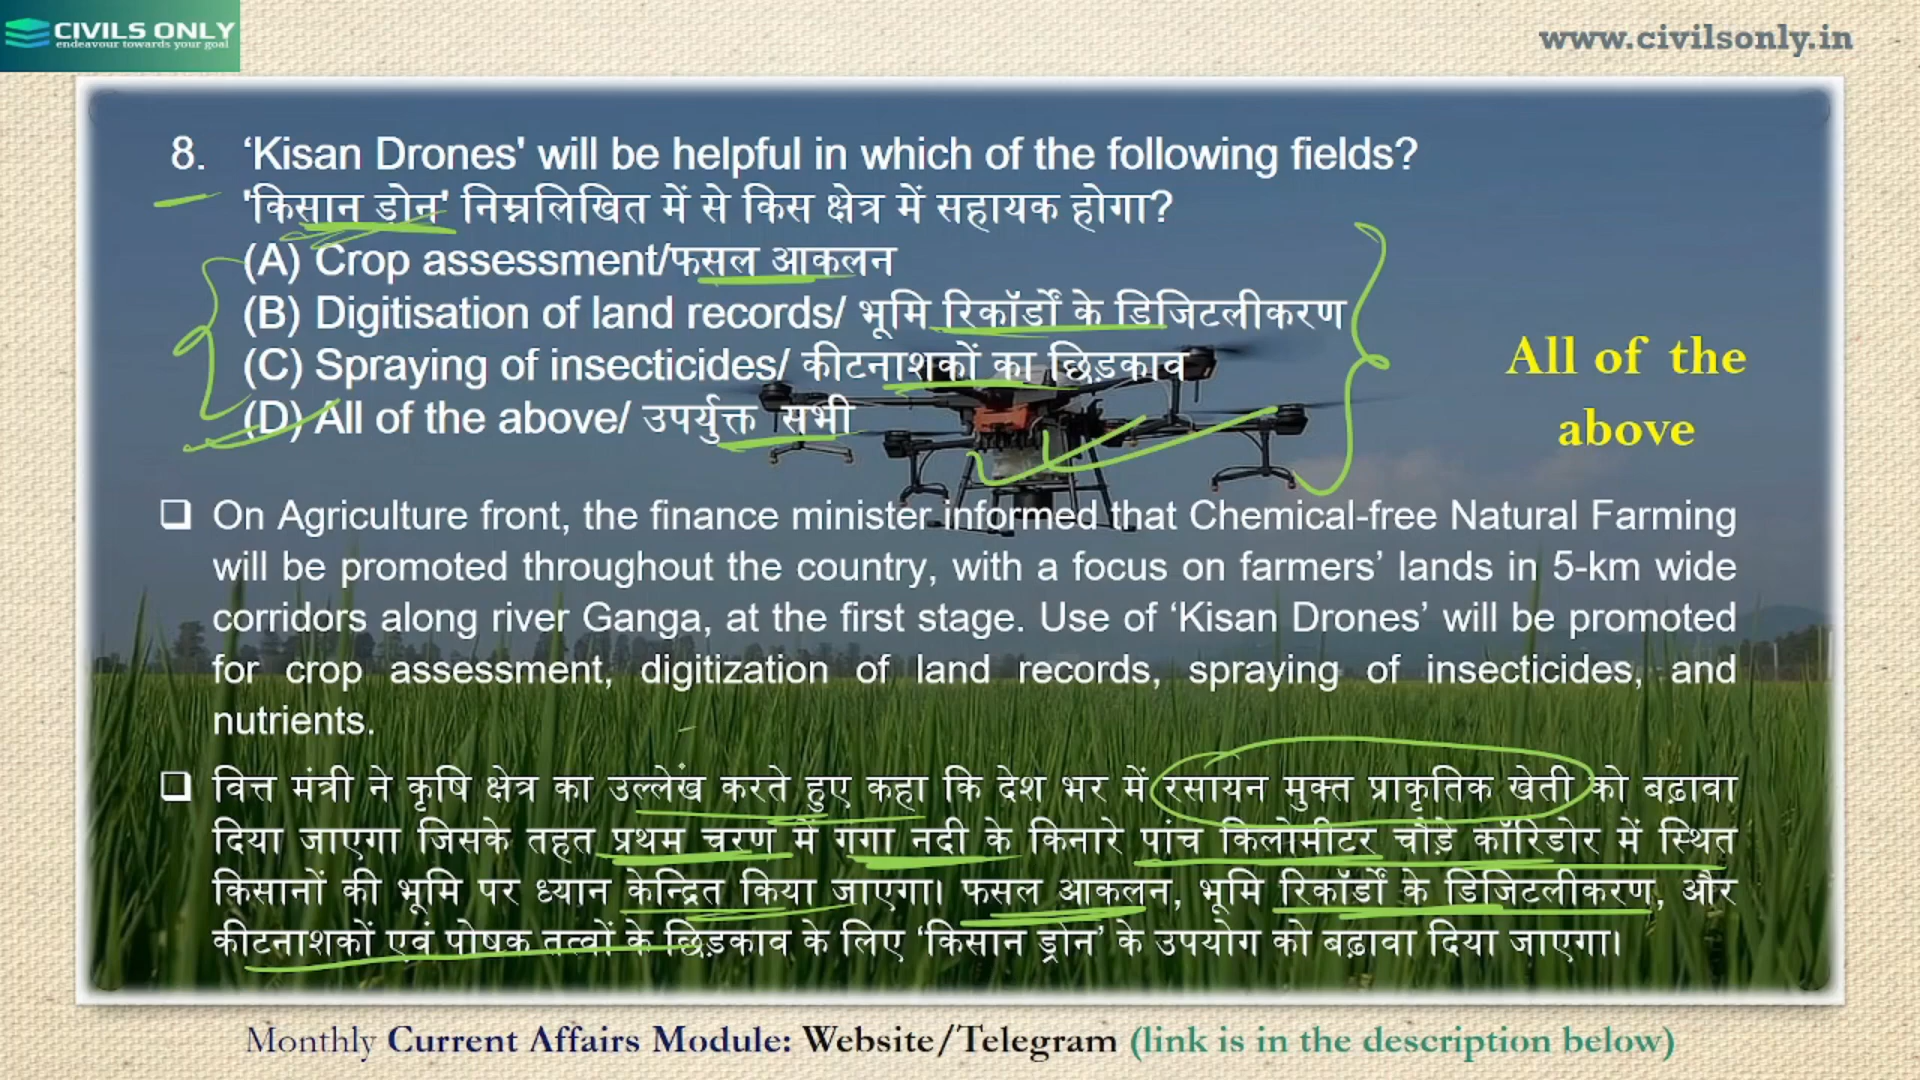 CIVILS ONLY
endeavour towards your goal
www.civilsonly.in
8. ‘Kisan Drones' will be helpful in which of the following fields?
'किसान ड्रोन' निम्नलिखित में से किस क्षेत्र में सहायक होगा?
(A) Crop assessment/फसल आकलन
(B) Digitisation of land records/ भूमि रिकॉर्डों के डिजिटलीकरण
(C) Spraying of insecticides/ कीटनाशकों का छिड़काव
(D) All of the above/ उपर्युक्त सभी
All of the
above
❑ On Agriculture front, the finance minister informed that Chemical-free Natural Farming
will be promoted throughout the country, with a focus on farmers’ lands in 5-km wide
corridors along river Ganga, at the first stage. Use of ‘Kisan Drones’ will be promoted
for crop assessment, digitization of land records, spraying of insecticides, and
nutrients.
❑ वित्त मंत्री ने कृषि क्षेत्र का उल्लेख करते हुए कहा कि देश भर में रसायन मुक्त प्राकृतिक खेती को बढ़ावा
दिया जाएगा जिसके तहत प्रथम चरण में गंगा नदी के किनारे पांच किलोमीटर चौड़े कॉरिडोर में स्थित
किसानों की भूमि पर ध्यान केन्द्रित किया जाएगा। फसल आकलन, भूमि रिकॉर्डों के डिजिटलीकरण, और
कीटनाशकों एवं पोषक तत्वों के छिड़काव के लिए ‘किसान ड्रोन’ के उपयोग को बढ़ावा दिया जाएगा।
Monthly Current Affairs Module: Website/Telegram (link is in the description below)